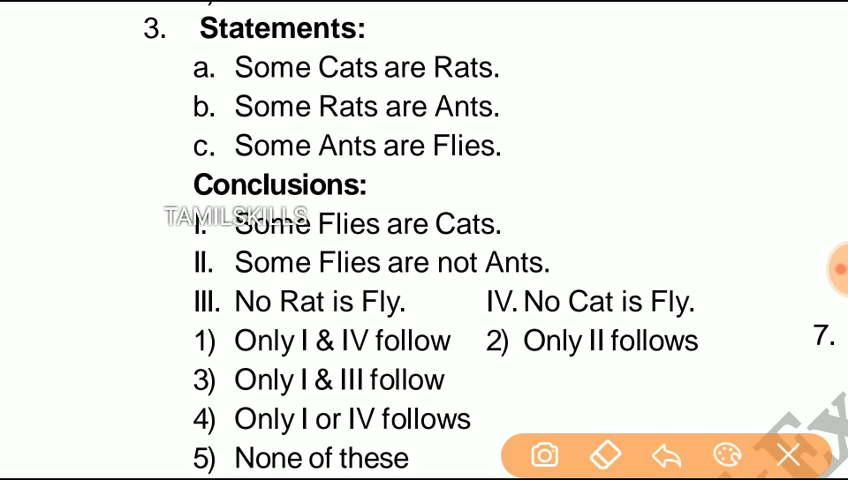 3. Statements:
a. Some Cats are Rats.
b. Some Rats are Ants.
c. Some Ants are Flies.
Conclusions:
TAMILSKILLS
I. Some Flies are Cats.
II. Some Flies are not Ants.
III. No Rat is Fly. IV. No Cat is Fly.
1) Only I & IV follow 2) Only II follows
7.
3) Only I & III follow
4) Only I or IV follows
5) None of these